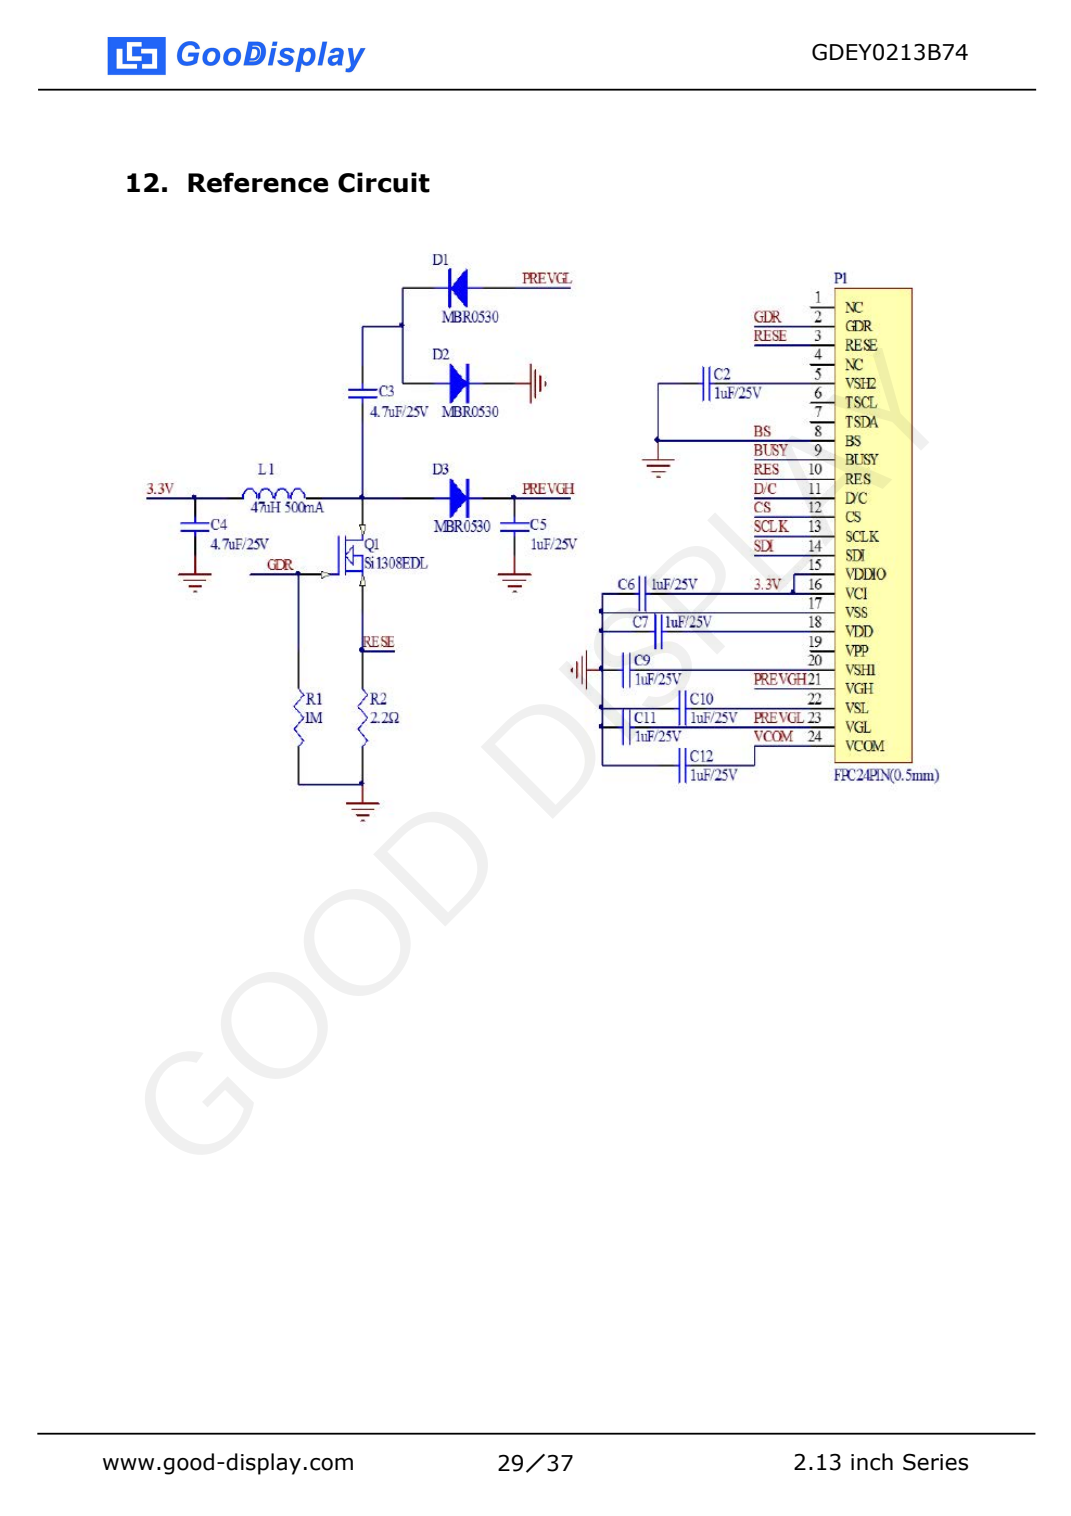 GooDisplay
GDEY0213B74
12. Reference Circuit
D1
PREVGL
MBR0530
D2
C3
4.7uF/25V
MBR0530
L1
D3
3.3V
47uH 500mA
PREVGH
C4
4.7uF/25V
MBR0530
C5
1uF/25V
Q1
Si1308EDL
GDR
RESE
R1
1M
R2
2.2Ω
P1
1
NC
GDR
2
GDR
RESE
3
RESE
4
NC
C2
1uF/25V
5
VSH2
6
TSCL
7
TSDA
BS
8
BS
BUSY
9
BUSY
RES
10
RES
D/C
11
D/C
CS
12
CS
SCLK
13
SCLK
SDI
14
SDI
15
VDDIO
C6
1uF/25V
3.3V
16
VCI
17
VSS
C7
1uF/25V
18
VDD
19
VPP
C9
1uF/25V
20
VSH1
PREVGH
21
VGH
C10
1uF/25V
22
VSL
C11
1uF/25V
PREVGL
23
VGL
VCOM
24
VCOM
C12
1uF/25V
FPC24PIN(0.5mm)
GOOD DISPLAY
www.good-display.com
29/37
2.13 inch Series